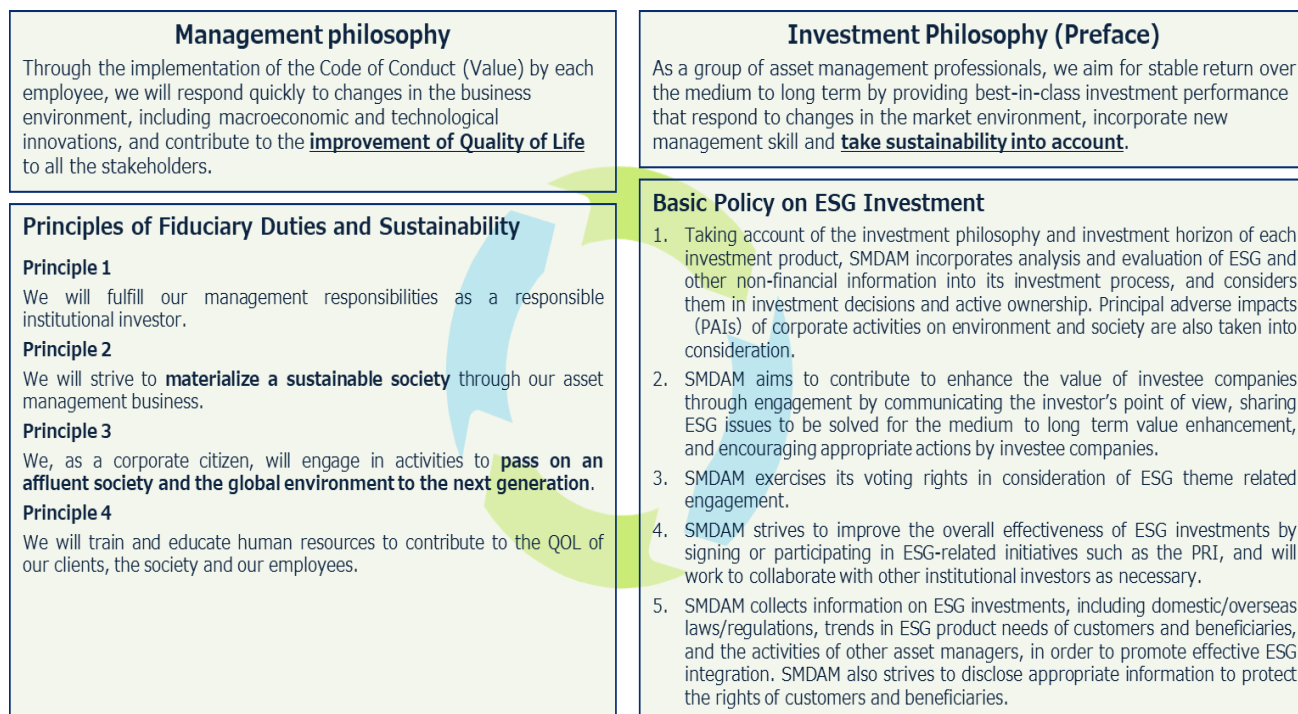 Management philosophy
Through the implementation of the Code of Conduct (Value) by each
employee, we will respond quickly to changes in the business
environment, including macroeconomic and technological
innovations, and contribute to the improvement of Quality of Life
to all the stakeholders.
Principles of Fiduciary Duties and Sustainability
Principle 1
We will fulfill our management responsibilities as a responsible
institutional investor.
Principle 2
We will strive to materialize a sustainable society through our asset
management business.
Principle 3
We, as a corporate citizen, will engage in activities to pass on an
affluent society and the global environment to the next generation.
Principle 4
We will train and educate human resources to contribute to the QOL of
our clients, the society and our employees.
Investment Philosophy (Preface)
As a group of asset management professionals, we aim for stable return over
the medium to long term by providing best-in-class investment performance
that respond to changes in the market environment, incorporate new
management skill and take sustainability into account.
Basic Policy on ESG Investment
1. Taking account of the investment philosophy and investment horizon of each
investment product, SMDAM incorporates analysis and evaluation of ESG and
other non-financial information into its investment process, and considers
them in investment decisions and active ownership. Principal adverse impacts
（PAIs）of corporate activities on environment and society are also taken into
consideration.
2. SMDAM aims to contribute to enhance the value of investee companies
through engagement by communicating the investor's point of view, sharing
ESG issues to be solved for the medium to long term value enhancement,
and encouraging appropriate actions by investee companies.
3. SMDAM exercises its voting rights in consideration of ESG theme related
engagement.
4. SMDAM strives to improve the overall effectiveness of ESG investments by
signing or participating in ESG-related initiatives such as the PRI, and will
work to collaborate with other institutional investors as necessary.
5. SMDAM collects information on ESG investments, including domestic/overseas
laws/regulations, trends in ESG product needs of customers and beneficiaries,
and the activities of other asset managers, in order to promote effective ESG
integration. SMDAM also strives to disclose appropriate information to protect
the rights of customers and beneficiaries.